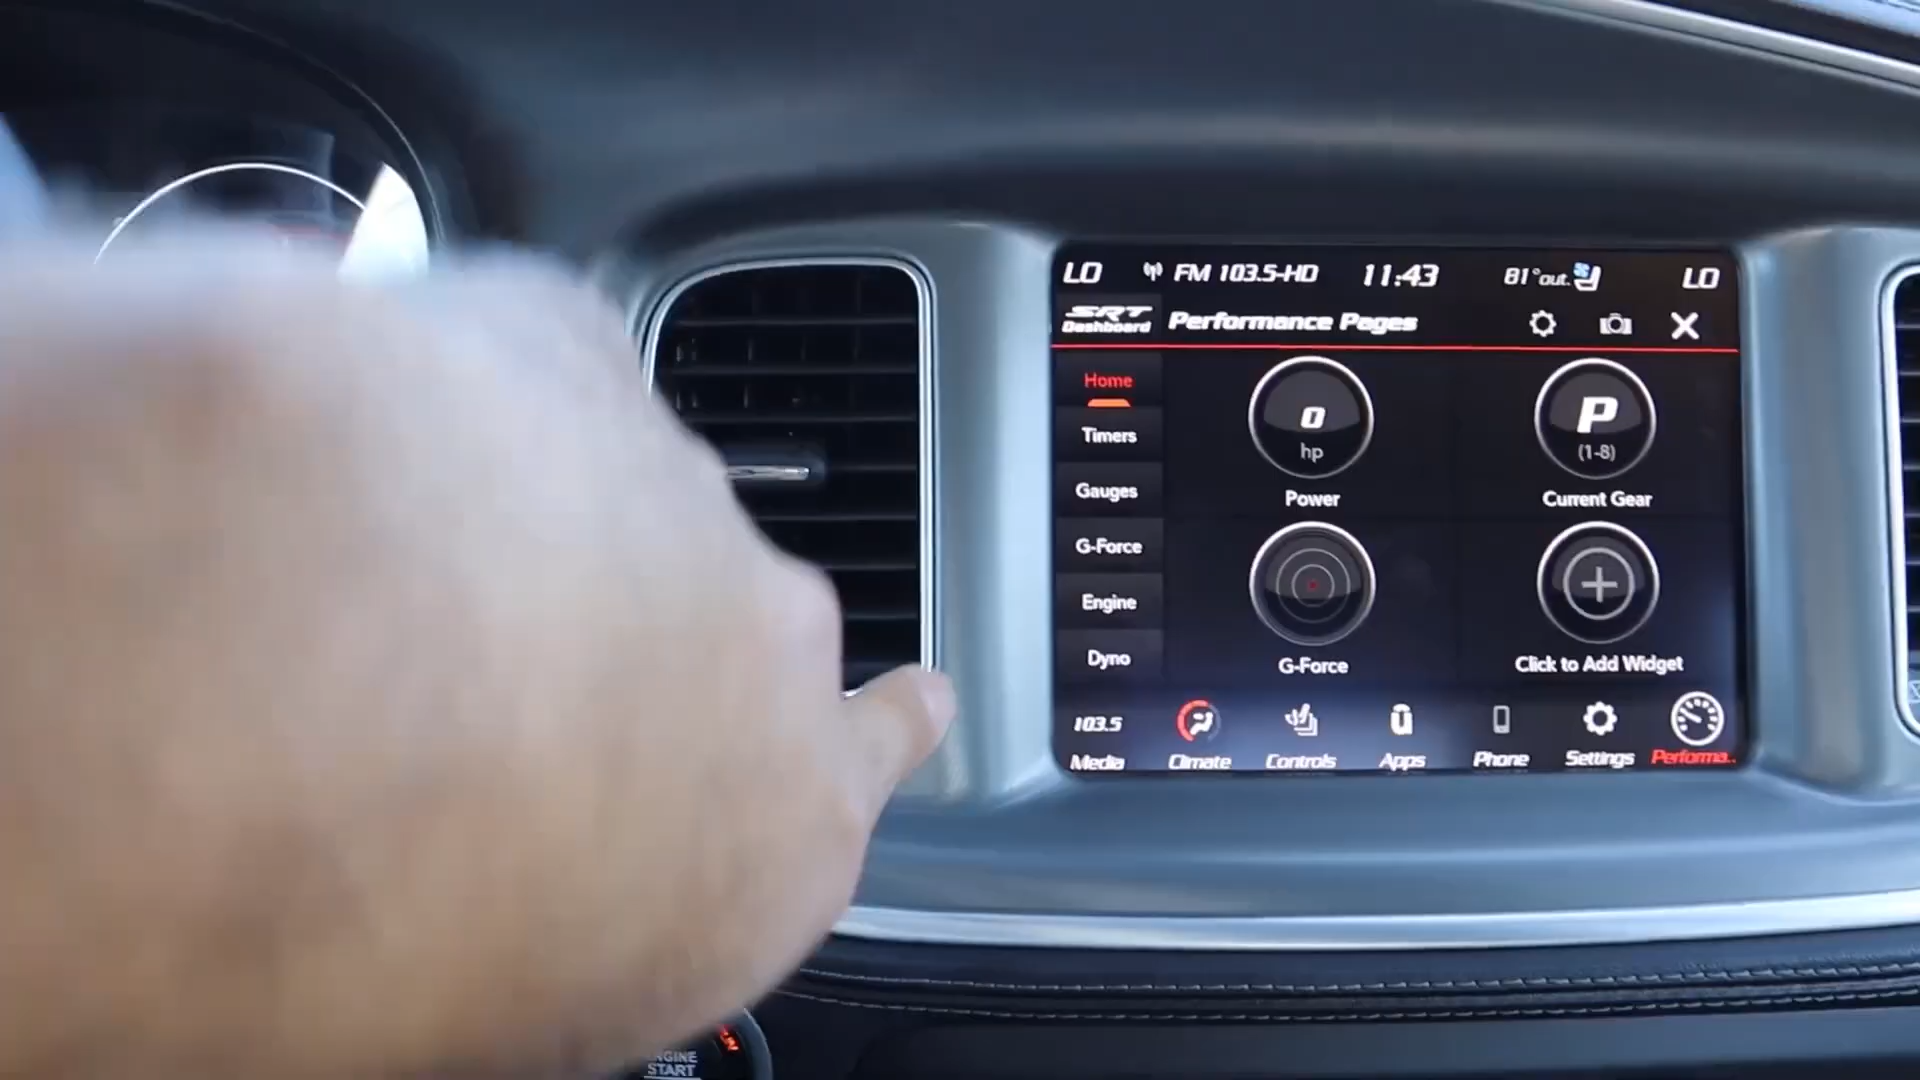 LO FM 103.5-HD 11:43 81°out. LO
SRT Dashboard Performance Pages
Home
Timers
Gauges
G-Force
Engine
Dyno
0 hp
Power
P (1-8)
Current Gear
G-Force
Click to Add Widget
103.5
Media Climate Controls Apps Phone Settings Performa..
START